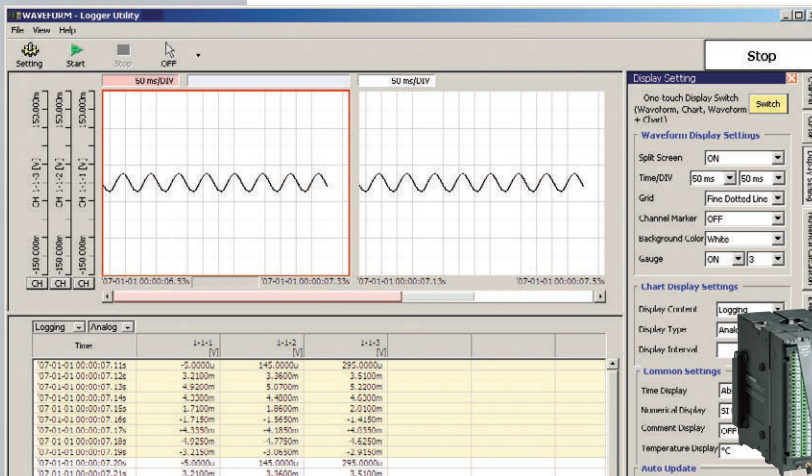 WAVEFORM - Logger Utility
File View Help
Setting Start Stop OFF
Stop
50 ms/DIV 50 ms/DIV
150.000m 150.000m 150.000m
CH 1-1-3 [V] CH 1-1-2 [V] CH 1-1-1 [V]
-150.000m -150.000m -150.000m
CH CH CH
'07-01-01 00:00:06.53s '07-01-01 00:00:07.33s '07-01-01 00:00:07.13s '07-01-01 00:00:07.53s
Display Setting
One-touch Display Switch
(Waveform, Chart, Waveform
+ Chart)
Switch
Waveform Display Settings
Split Screen ON
Time/DIV 50 ms 50 ms
Grid Fine Dotted Line
Channel Marker OFF
Background Color White
Gauge ON 3
Chart Display Settings
Display Content Logging
Display Type
Display Interval
Common Settings
Time Display
Numerical Display
Comment Display OFF
Temperature Display °C
Auto Update
Display Setting
Logging Analog
Time 1-1-1 1-1-2 1-1-3
[V] [V] [V]
'07-01-01 00:00:07.11s -5.0000u 145.0000u 295.0000u
'07-01-01 00:00:07.12s 3.2100m 3.3600m 3.5100m
'07-01-01 00:00:07.13s 4.9200m 5.0700m 5.2200m
'07-01-01 00:00:07.14s 4.3300m 4.4800m 4.6300m
'07-01-01 00:00:07.15s 1.7100m 1.8600m 2.0100m
'07-01-01 00:00:07.16s -1.7150m -1.5650m -1.4150m
'07-01-01 00:00:07.17s -4.3350m -4.1850m -4.0350m
'07-01-01 00:00:07.18s -4.9250m -4.7750m -4.6250m
'07-01-01 00:00:07.19s -3.2150m -3.0650m -2.9150m
'07-01-01 00:00:07.20s -5.0000u 145.0000u 295.0000u
'07-01-01 00:00:07.21s 3.2100m 3.3600m 3.5100m